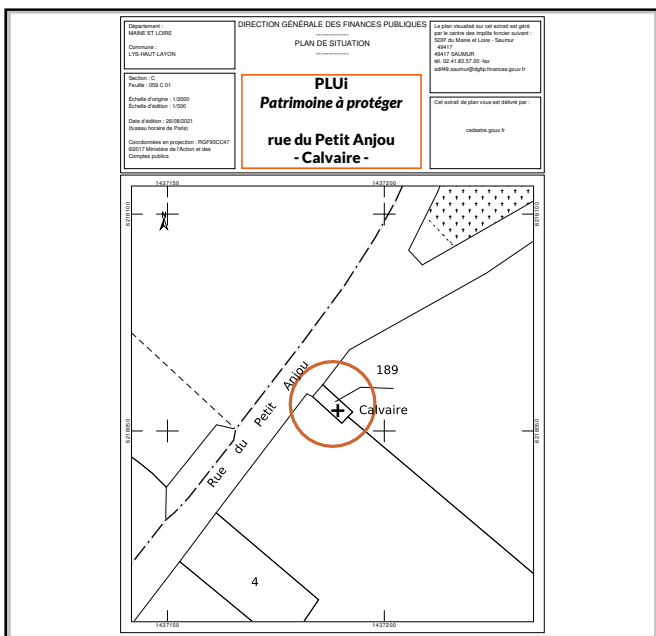 Département :
MAINE ET LOIRE
Commune :
LYS-HAUT-LAYON
Section : C
Feuille : 059 C 01
Échelle d'origine : 1/2000
Échelle d'édition : 1/500
Date d'édition : 26/08/2021
(fuseau horaire de Paris)
Coordonnées en projection : RGF93CC47
©2017 Ministère de l'Action et des
Comptes publics
DIRECTION GÉNÉRALE DES FINANCES PUBLIQUES
-------------
PLAN DE SITUATION
-------------
PLUi
Patrimoine à protéger
rue du Petit Anjou
- Calvaire -
Le plan visualisé sur cet extrait est géré
par le centre des impôts foncier suivant :
SDIF du Maine et Loire - Saumur
49417
49417 SAUMUR
tél. 02.41.83.57.00 -fax
sdif49.saumur@dgfip.finances.gouv.fr
Cet extrait de plan vous est délivré par :
cadastre.gouv.fr
1437150
1437200
6218100
6218100
N
189
Calvaire
Rue du Petit Anjou
6218050
6218050
4
1437150
1437200